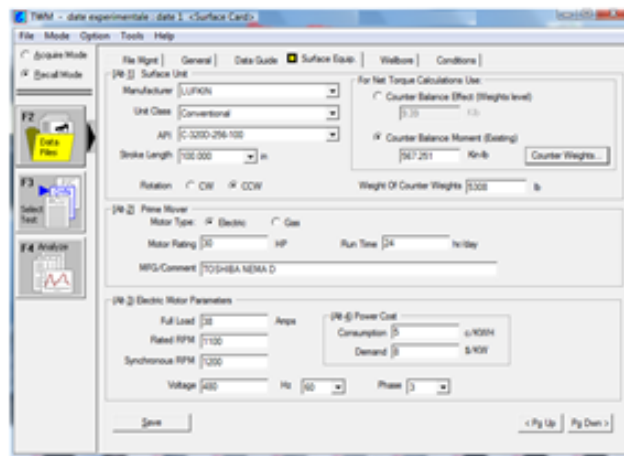 TWM - date experimentale : date 1 <Surface Card>
File Mode Option Tools Help
Acquire Mode
Recall Mode
F2
Data Files
F3
Select Test
F4 Analyze
File Mgmt General Data Guide Surface Equip. Wellbore Conditions
[Alt-1] Surface Unit
Manufacturer LUFKIN
Unit Class Conventional
API C-320D-256-100
Stroke Length 100.000 in
Rotation CW CCW
For Net Torque Calculations Use:
Counter Balance Effect (Weights level)
Klb
Counter Balance Moment (Existing)
567.251 Kin-lb Counter Weights...
Weight Of Counter Weights 5308 lb
[Alt-2] Prime Mover
Motor Type: Electric Gas
Motor Rating 30 HP Run Time 24 hr/day
MFG/Comment TOSHIBA NEMA D
[Alt-3] Electric Motor Parameters
Full Load 38 Amps
Rated RPM 1100
Synchronous RPM 1200
Voltage 480 Hz 60 Phase 3
[Alt-4] Power Cost
Consumption 5 c/KWH
Demand 8 $/KW
Save < Pg Up Pg Dwn >